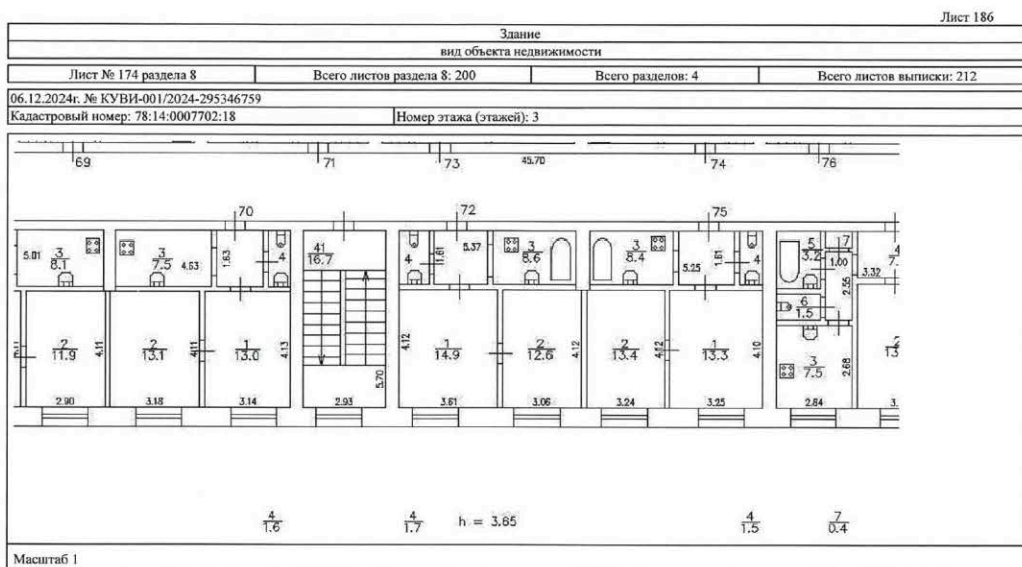 Лист 186
Здание
вид объекта недвижимости
Лист № 174 раздела 8 Всего листов раздела 8: 200 Всего разделов: 4 Всего листов выписки: 212
06.12.2024г. № КУВИ-001/2024-295346759
Кадастровый номер: 78:14:0007702:18 Номер этажа (этажей): 3
69 71 73 45.70 74 76
70 72 75
5.01 3 8.1 3 7.5 4.63 1.63 4 41 16.7 4 1.61 5.37 3 8.6 3 8.4 5.25 1.61 4 5 3.2 7 1.00 3.32 4 7.
2.55
6 1.5
2 11.9 4.11 2 13.1 4.11 1 13.0 4.13 4.12 1 14.9 2 12.6 4.12 2 13.4 4.12 1 13.3 4.10 3 7.5 2.68 2 13
5.70
2.90 3.18 3.14 2.93 3.61 3.06 3.24 3.25 2.84 3.
4 1.6 4 1.7 h = 3.65 4 1.5 7 0.4
Масштаб 1